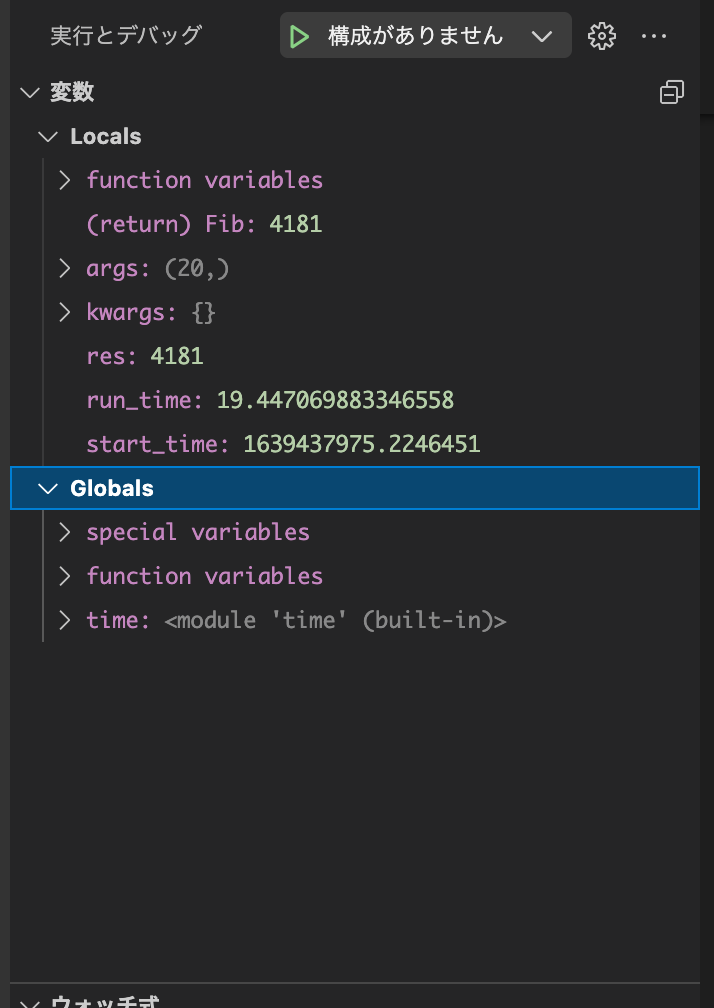 実行とデバッグ 構成がありません
変数
Locals
function variables
(return) Fib: 4181
args: (20,)
kwargs: {}
res: 4181
run_time: 19.447069883346558
start_time: 1639437975.2246451
Globals
special variables
function variables
time: <module 'time' (built-in)>
ウォッチ式